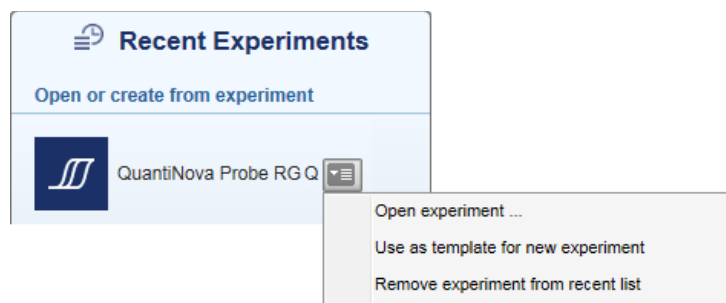 Recent Experiments
Open or create from experiment
QuantiNova Probe RG Q
Open experiment ...
Use as template for new experiment
Remove experiment from recent list